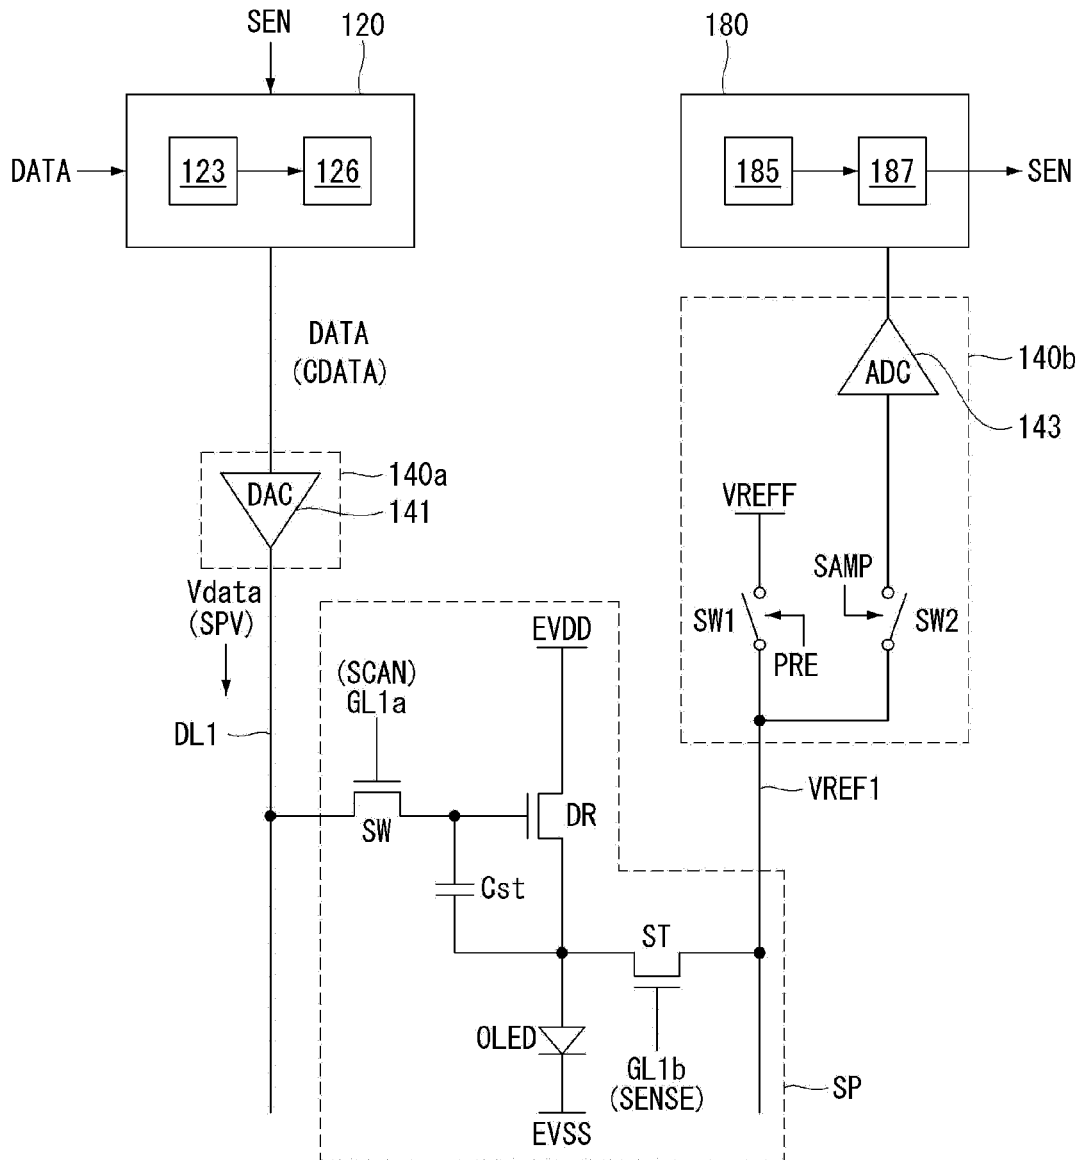 SEN
120
180
DATA
123
126
185
187
SEN
DATA
(CDATA)
ADC
140b
143
140a
DAC
141
VREFF
Vdata
(SPV)
SAMP
SW1
SW2
PRE
EVDD
(SCAN)
GL1a
DL1
VREF1
DR
SW
Cst
ST
OLED
GL1b
(SENSE)
SP
EVSS